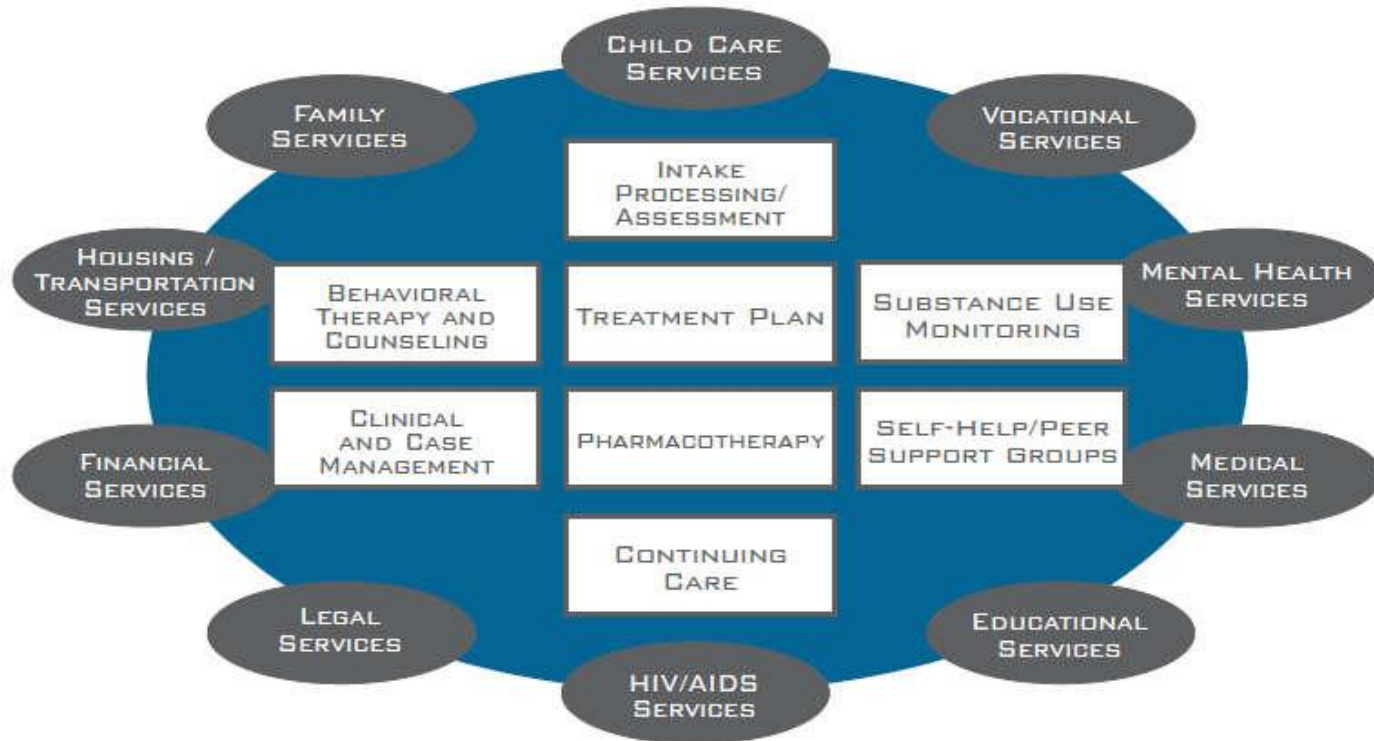 CHILD CARE
SERVICES
FAMILY
SERVICES
VOCATIONAL
SERVICES
INTAKE
PROCESSING/
ASSESSMENT
HOUSING /
TRANSPORTATION
SERVICES
BEHAVIORAL
THERAPY AND
COUNSELING
TREATMENT PLAN
SUBSTANCE USE
MONITORING
MENTAL HEALTH
SERVICES
FINANCIAL
SERVICES
CLINICAL
AND CASE
MANAGEMENT
PHARMACOTHERAPY
SELF-HELP/PEER
SUPPORT GROUPS
MEDICAL
SERVICES
CONTINUING
CARE
LEGAL
SERVICES
HIV/AIDS
SERVICES
EDUCATIONAL
SERVICES